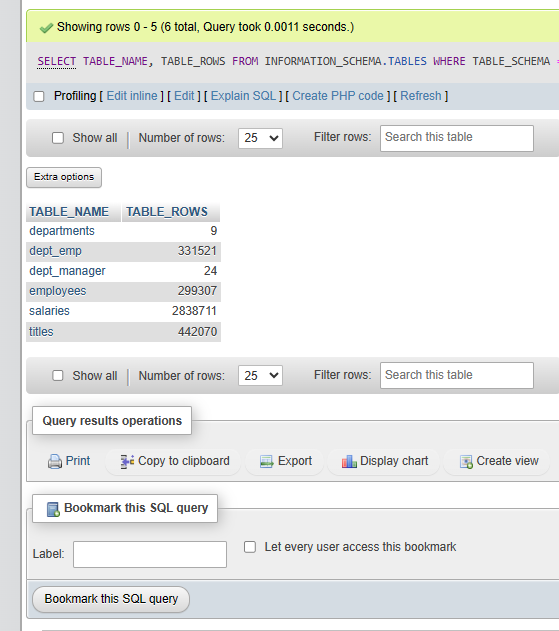 Showing rows 0 - 5 (6 total, Query took 0.0011 seconds.)
SELECT TABLE_NAME, TABLE_ROWS FROM INFORMATION_SCHEMA.TABLES WHERE TABLE_SCHEMA =
Profiling [ Edit inline ] [ Edit ] [ Explain SQL ] [ Create PHP code ] [ Refresh ]
Show all | Number of rows: 25 Filter rows: Search this table
Extra options
TABLE_NAME TABLE_ROWS
departments 9
dept_emp 331521
dept_manager 24
employees 299307
salaries 2838711
titles 442070
Show all | Number of rows: 25 Filter rows: Search this table
Query results operations
Print Copy to clipboard Export Display chart Create view
Bookmark this SQL query
Label: Let every user access this bookmark
Bookmark this SQL query